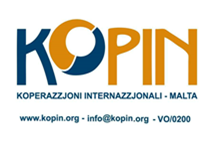 KOPIN
KOPERAZZJONI INTERNAZZJONALI - MALTA
www.kopin.org - info@kopin.org - VO/0200